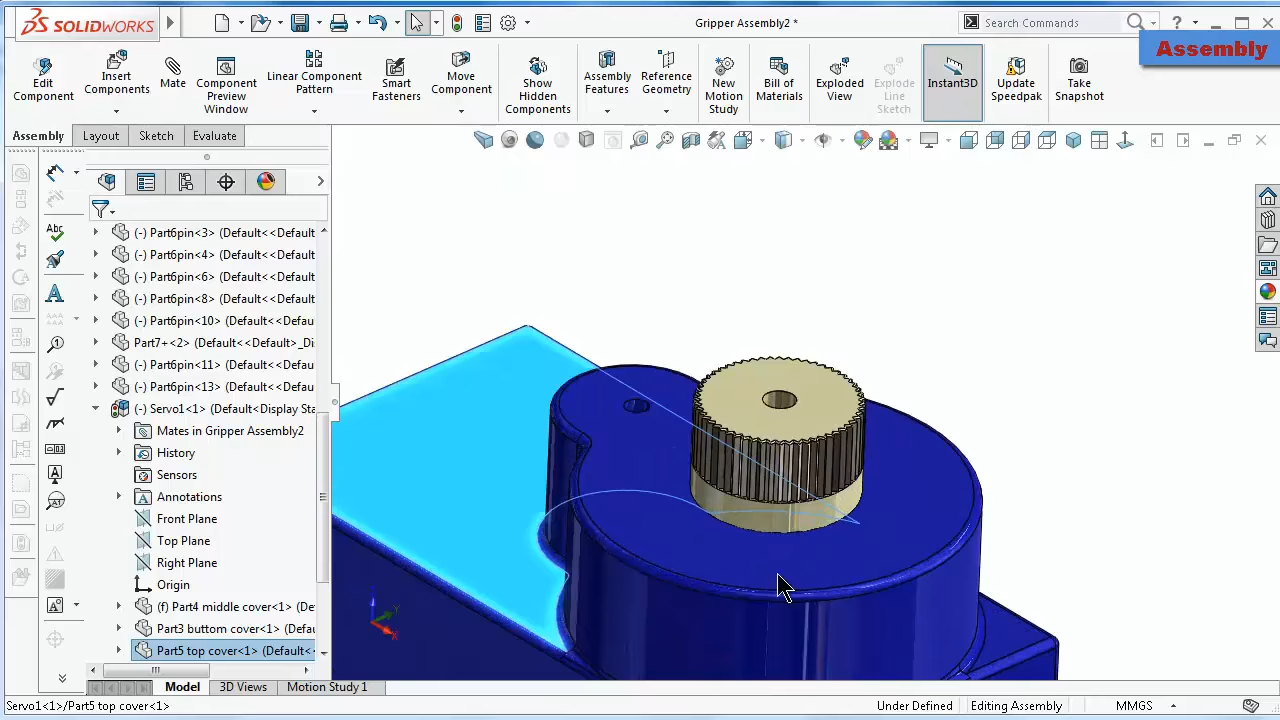 SOLIDWORKS
Gripper Assembly2 *
Search Commands
Assembly
Edit Component
Insert Components
Mate
Component Preview Window
Linear Component Pattern
Smart Fasteners
Move Component
Show Hidden Components
Assembly Features
Reference Geometry
New Motion Study
Bill of Materials
Exploded View
Explode Line Sketch
Instant3D
Update Speedpak
Take Snapshot
Assembly Layout Sketch Evaluate
(-) Part6pin<3> (Default<<Default
(-) Part6pin<4> (Default<<Default
(-) Part6pin<6> (Default<<Default
(-) Part6pin<8> (Default<<Default
(-) Part6pin<10> (Default<<Defau
Part7+<2> (Default<<Default>_Di
(-) Part6pin<11> (Default<<Defau
(-) Part6pin<13> (Default<<Defau
(-) Servo1<1> (Default<Display Sta
Mates in Gripper Assembly2
History
Sensors
Annotations
Front Plane
Top Plane
Right Plane
Origin
(f) Part4 middle cover<1> (De
Part3 buttom cover<1> (Defau
Part5 top cover<1> (Default<
Model 3D Views Motion Study 1
Servo1<1>/Part5 top cover<1>
Under Defined Editing Assembly MMGS